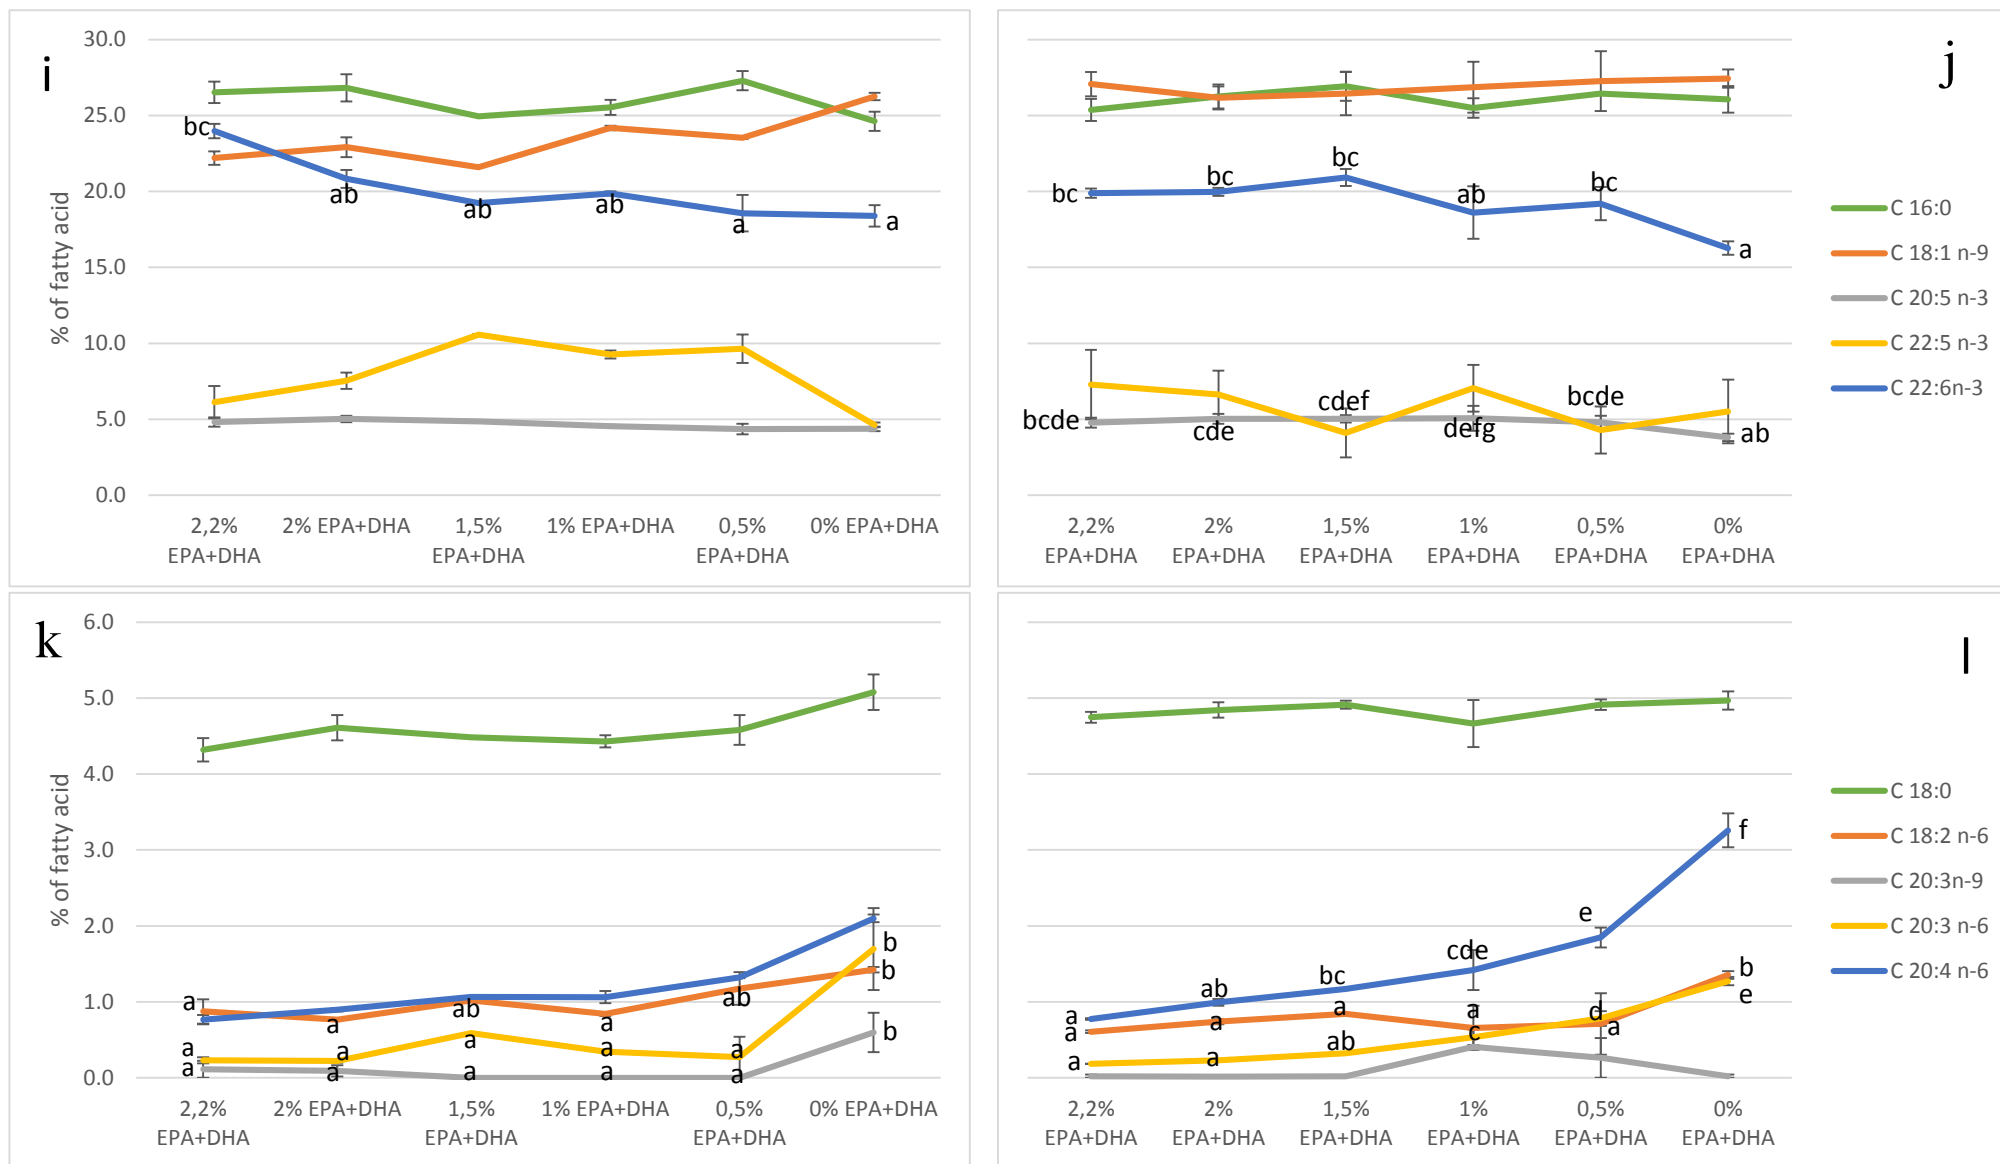 i
30.0
25.0
20.0
15.0
10.0
5.0
0.0
% of fatty acid
bc
ab
ab
ab
a
a
2,2% EPA+DHA
2% EPA+DHA
1,5% EPA+DHA
1% EPA+DHA
0,5% EPA+DHA
0% EPA+DHA
j
bc
bc
bc
ab
bc
a
bcde
cde
cdef
defg
bcde
ab
2,2% EPA+DHA
2% EPA+DHA
1,5% EPA+DHA
1% EPA+DHA
0,5% EPA+DHA
0% EPA+DHA
C 16:0
C 18:1 n-9
C 20:5 n-3
C 22:5 n-3
C 22:6n-3
k
6.0
5.0
4.0
3.0
2.0
1.0
0.0
% of fatty acid
a
a
ab
a
ab
b
a
a
a
a
a
b
a
a
a
a
a
b
2,2% EPA+DHA
2% EPA+DHA
1,5% EPA+DHA
1% EPA+DHA
0,5% EPA+DHA
0% EPA+DHA
l
a
ab
bc
cde
e
f
a
a
a
a
a
b
a
a
ab
c
d
e
2,2% EPA+DHA
2% EPA+DHA
1,5% EPA+DHA
1% EPA+DHA
0,5% EPA+DHA
0% EPA+DHA
C 18:0
C 18:2 n-6
C 20:3n-9
C 20:3 n-6
C 20:4 n-6